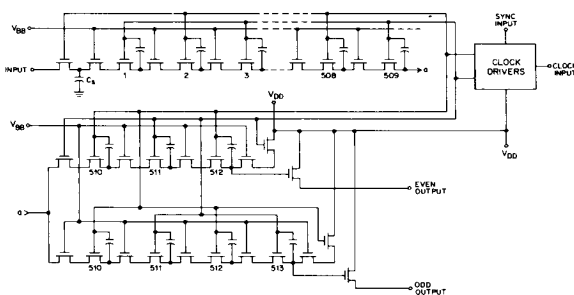 V_BB
SYNC
INPUT
INPUT
C_s
1
2
3
508
509
a
CLOCK
DRIVERS
CLOCK
INPUT
V_DD
V_DD
V_BB
510
511
512
EVEN
OUTPUT
a
510
511
512
513
ODD
OUTPUT